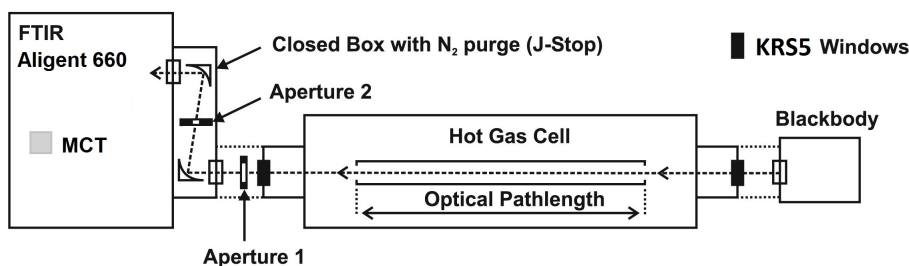 FTIR
Aligent 660
Closed Box with N₂ purge (J-Stop)
KRS5 Windows
Aperture 2
Blackbody
Hot Gas Cell
MCT
Optical Pathlength
Aperture 1